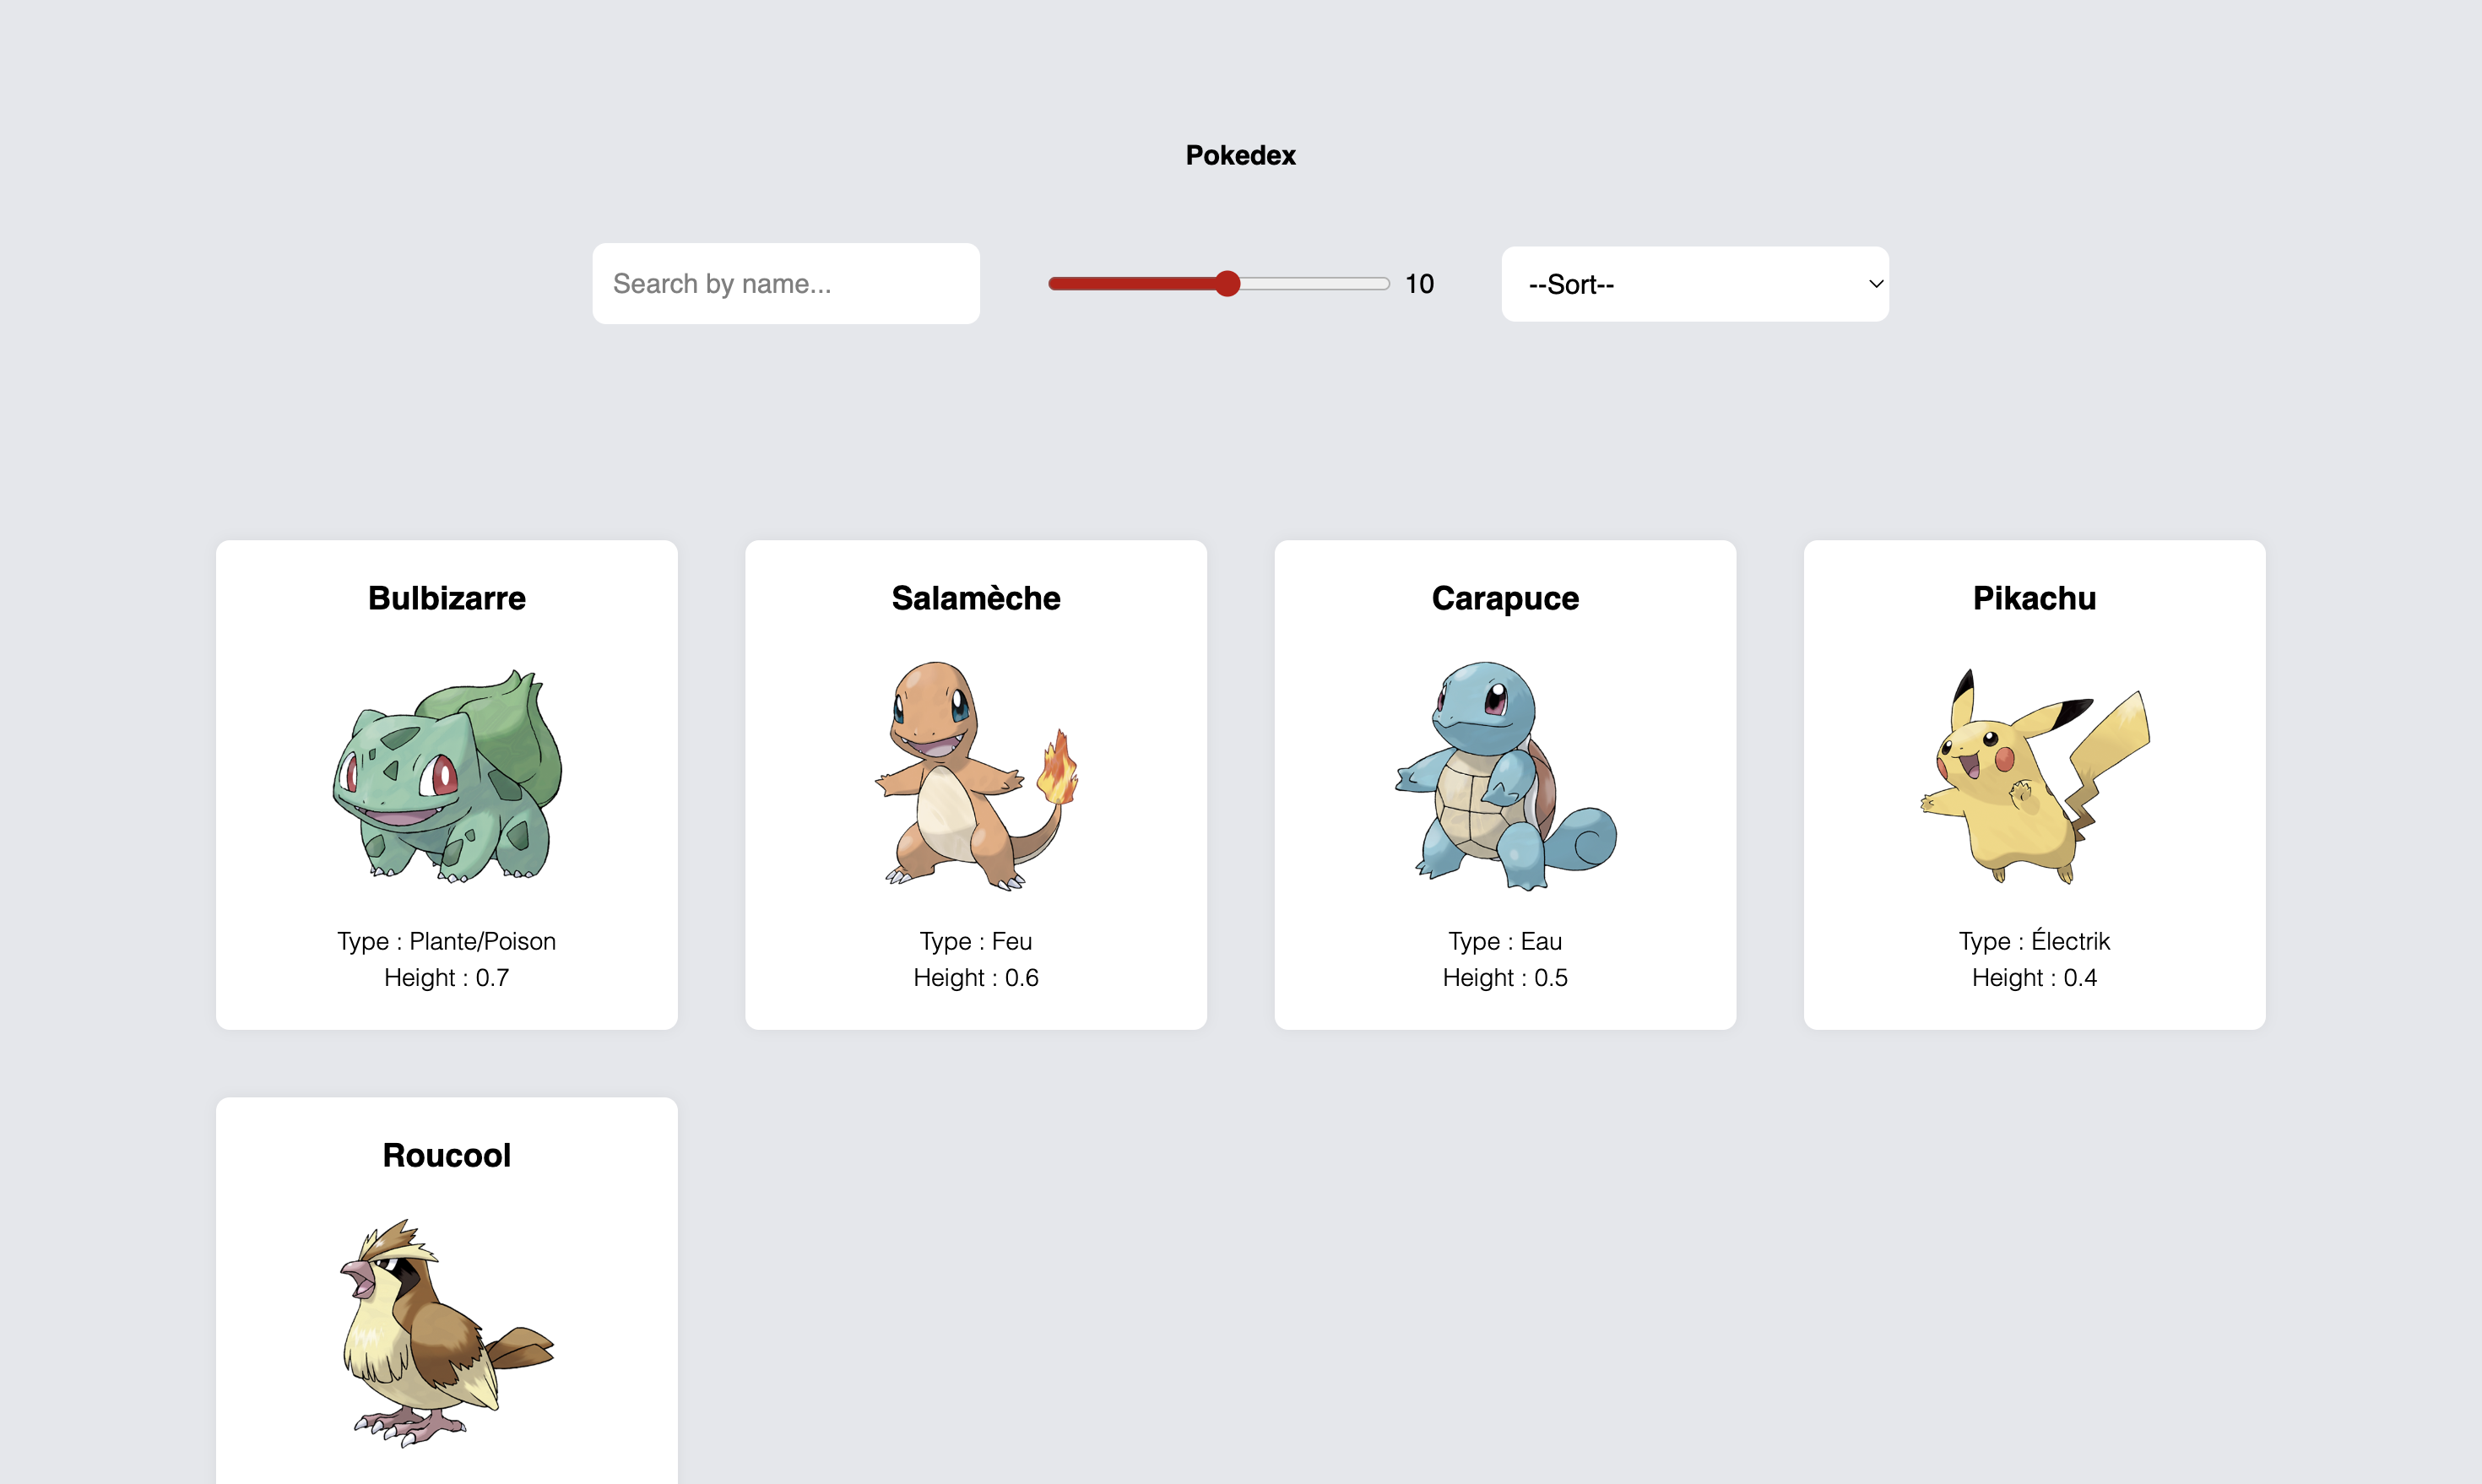 Pokedex
Search by name...
10
--Sort--
Bulbizarre
Type : Plante/Poison
Height : 0.7
Salamèche
Type : Feu
Height : 0.6
Carapuce
Type : Eau
Height : 0.5
Pikachu
Type : Électrik
Height : 0.4
Roucool